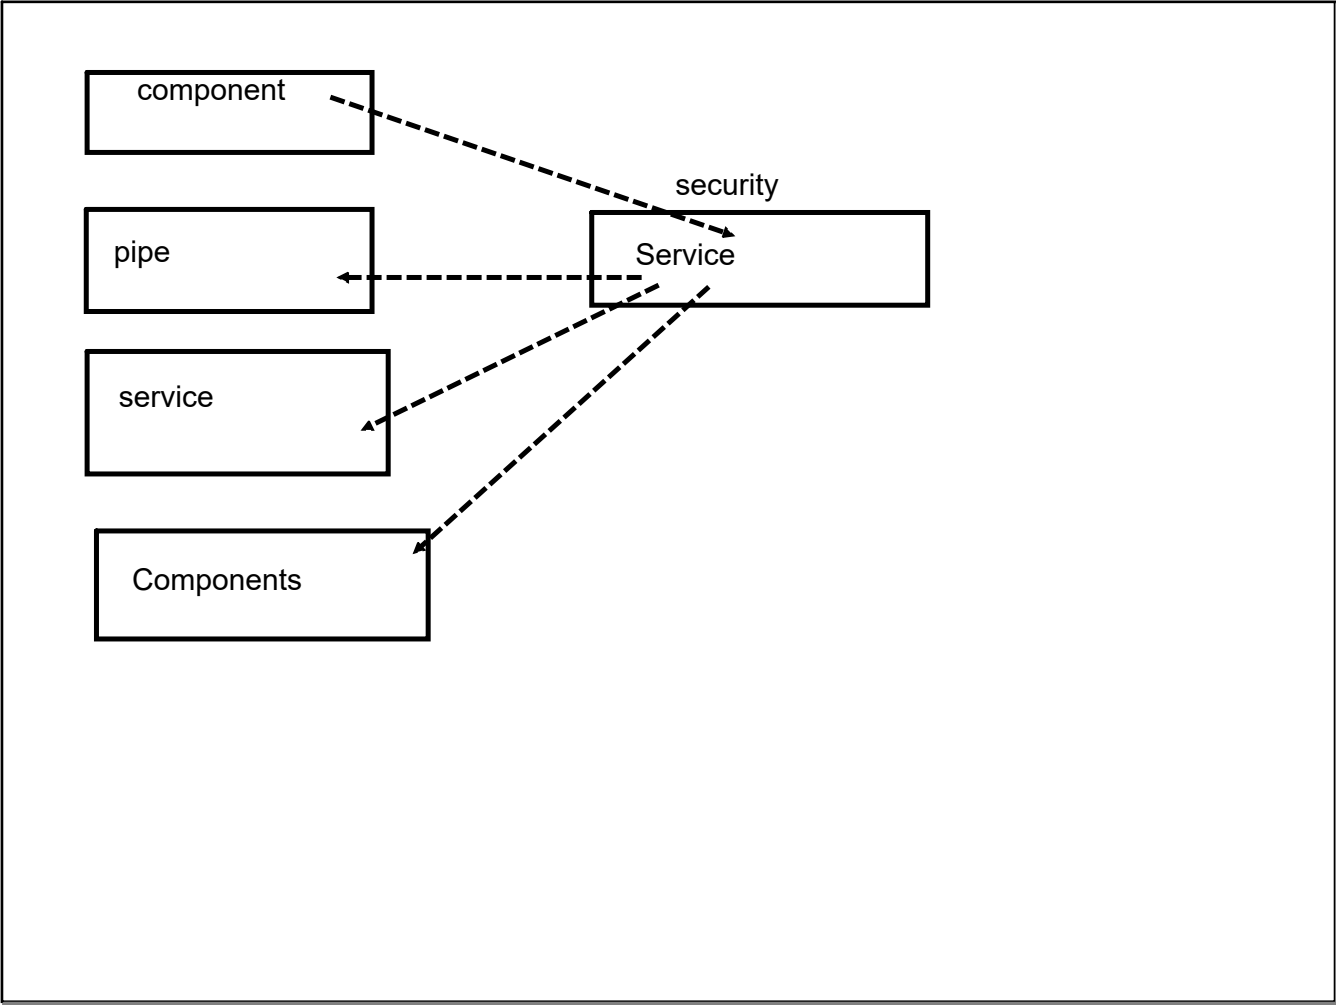 component
security
pipe
Service
service
Components